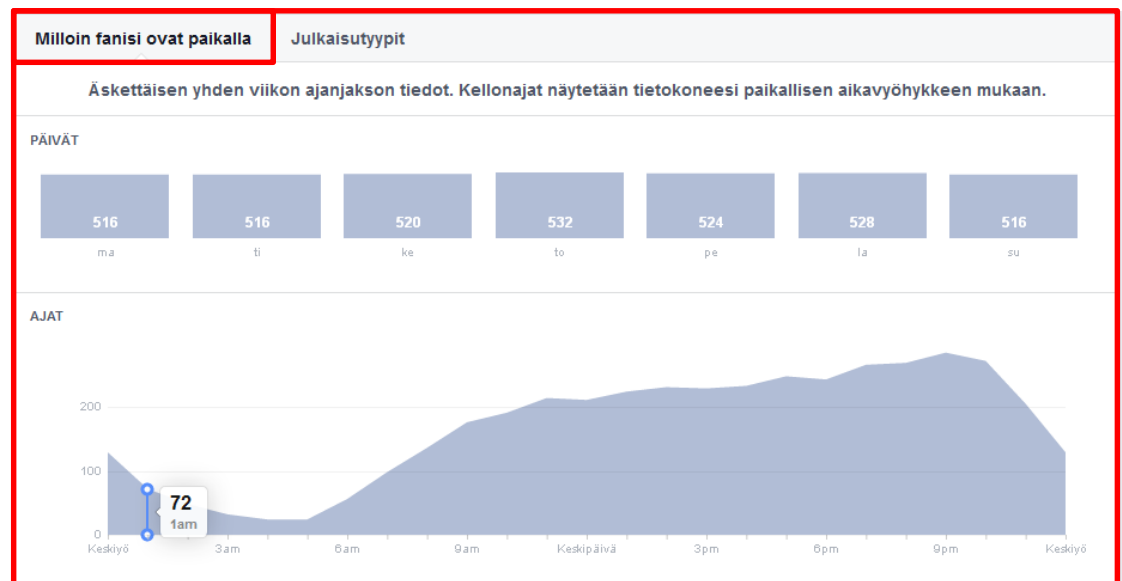 Milloin fanisi ovat paikalla Julkaisutyypit
Äskettäisen yhden viikon ajanjakson tiedot. Kellonajat näytetään tietokoneesi paikallisen aikavyöhykkeen mukaan.
PÄIVÄT
516 516 520 532 524 528 516
ma ti ke to pe la su
AJAT
200
100
72
1am
0
Keskiyö 3am 6am 9am Keskipäivä 3pm 6pm 9pm Keskiyö